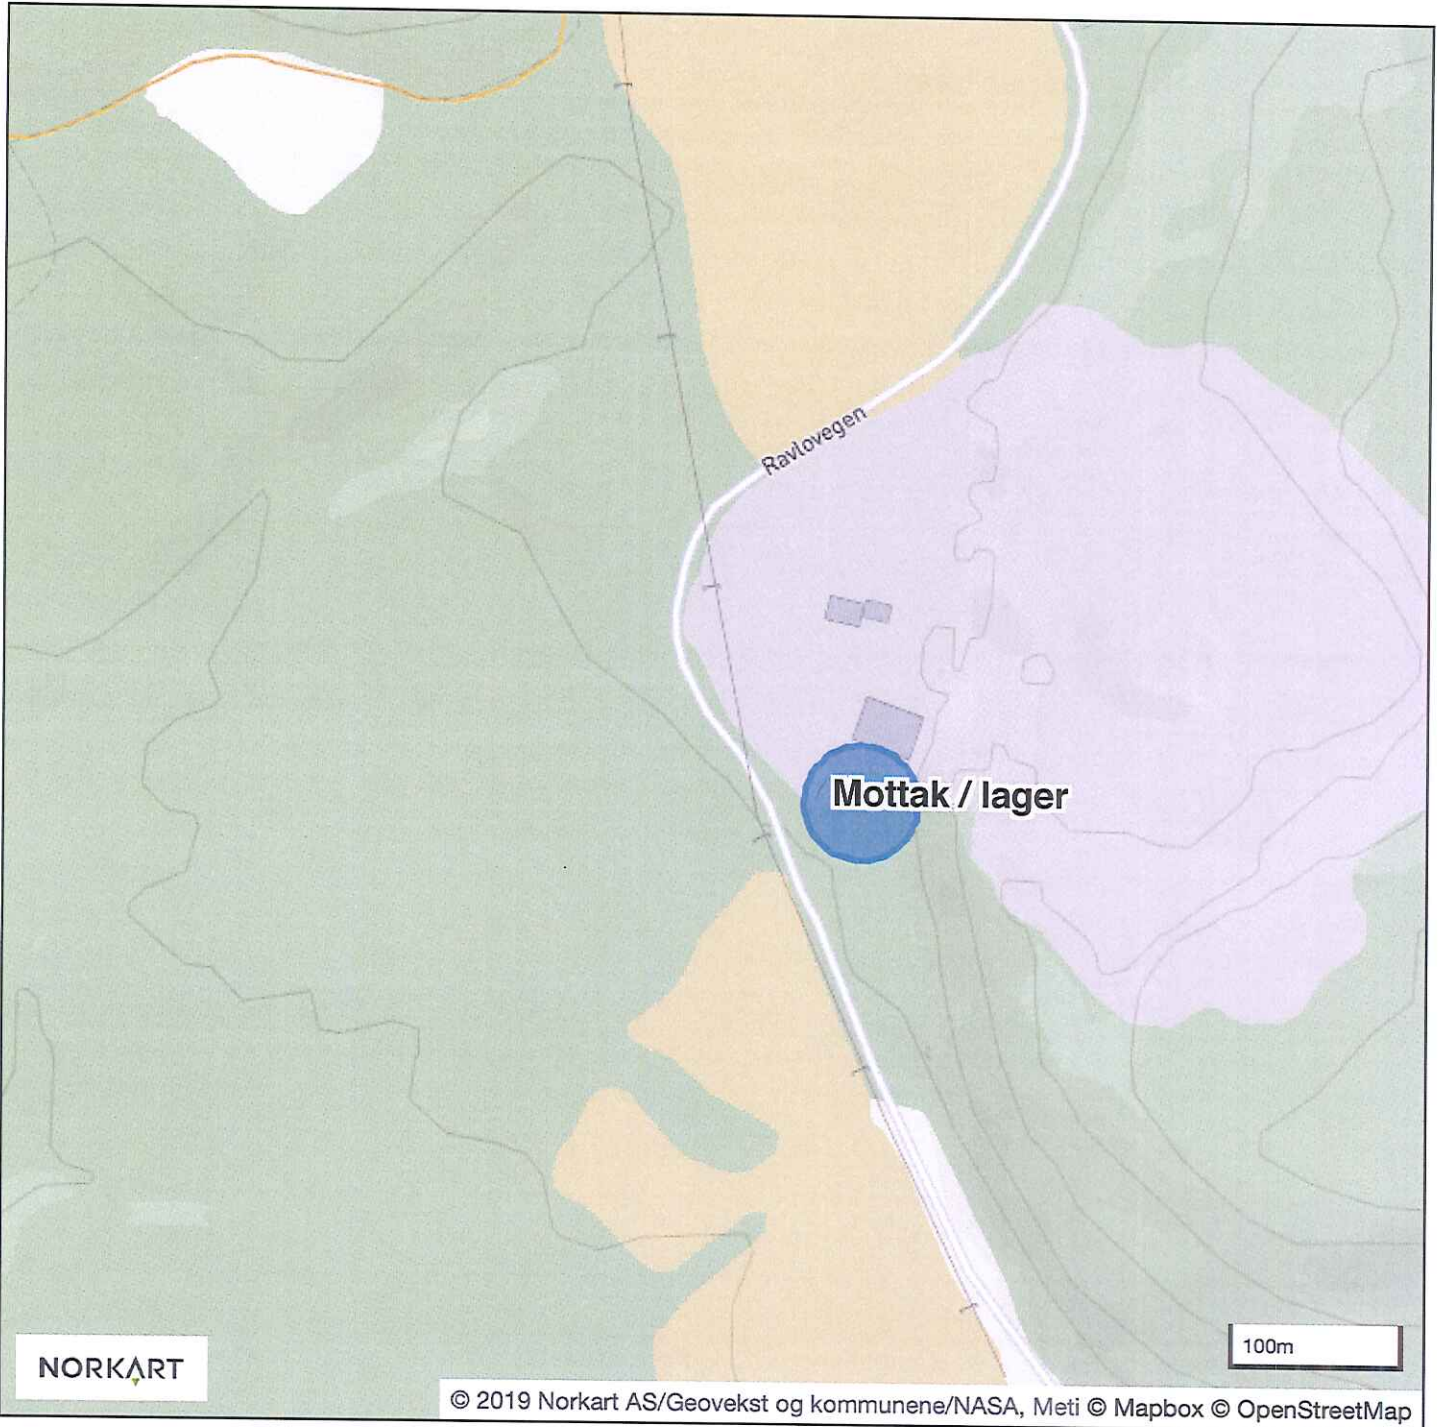 Ravlovegen
Mottak / lager
100m
NORKART
© 2019 Norkart AS/Geovekst og kommunene/NASA, Meti © Mapbox © OpenStreetMap